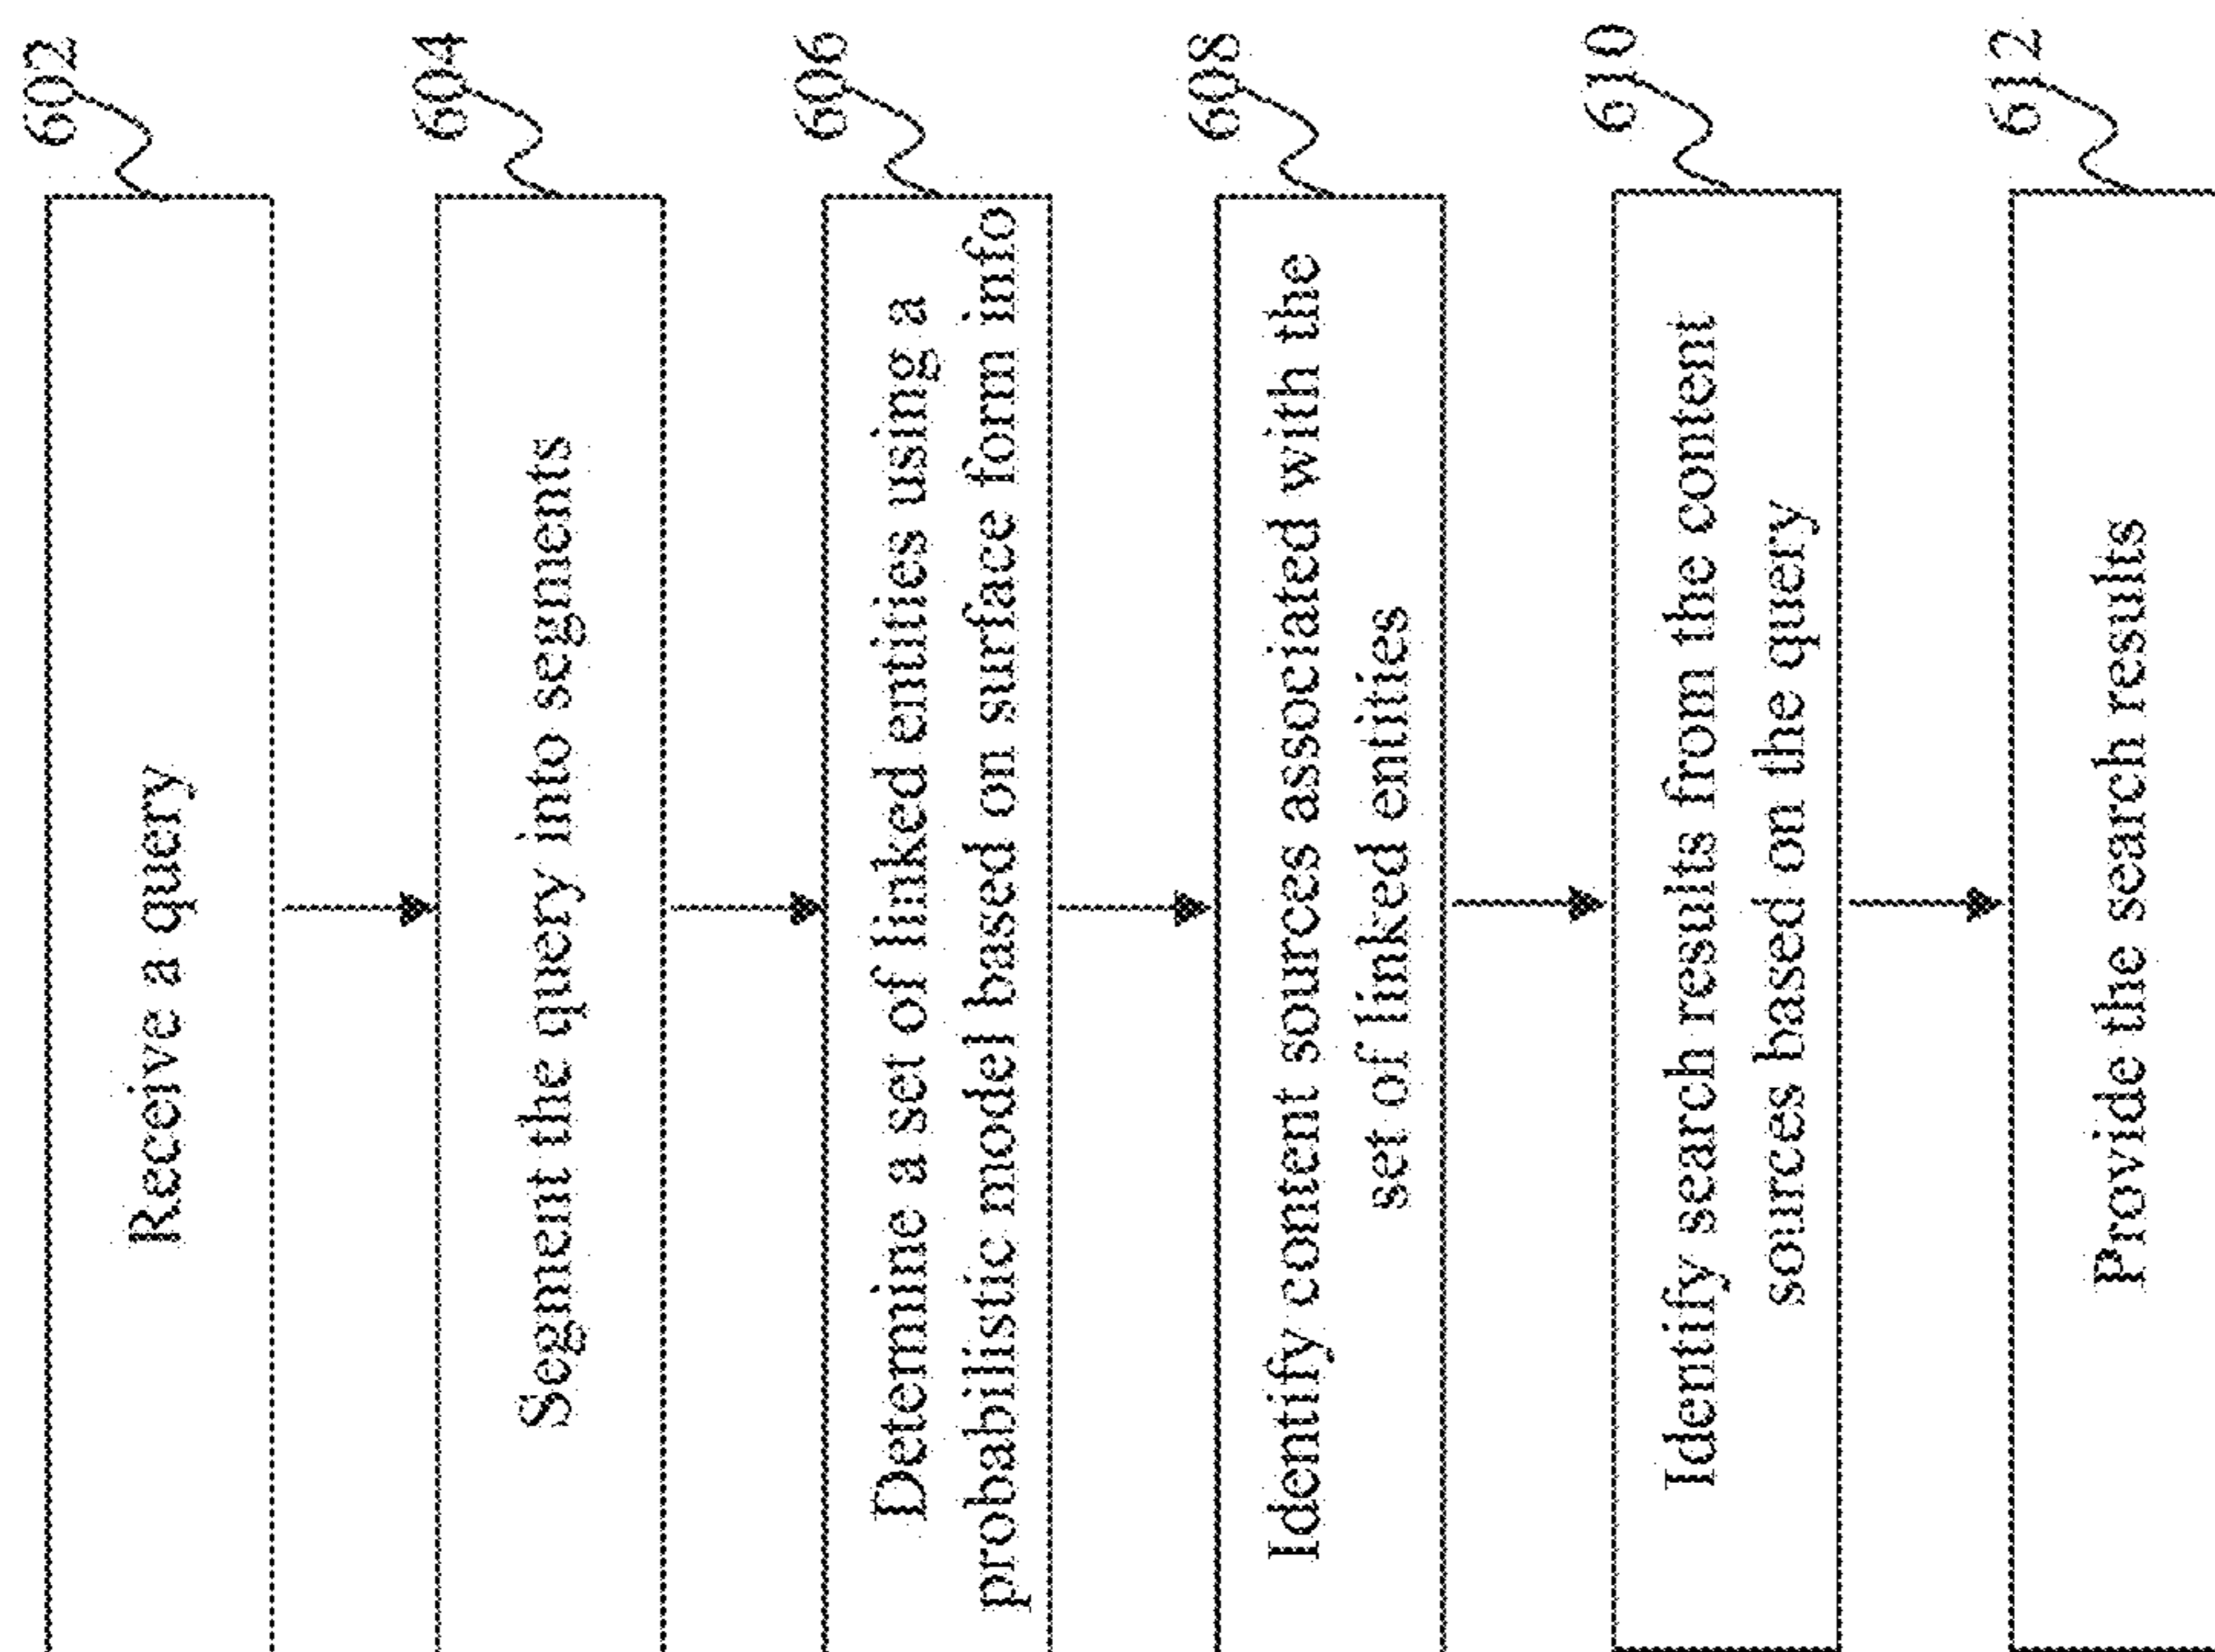 602
Receive a query
604
Segment the query into segments
606
Determine a set of linked entities using a
probabilistic model based on surface form info
608
Identify content sources associated with the
set of linked entities
610
Identify search results from the content
sources based on the query
612
Provide the search results